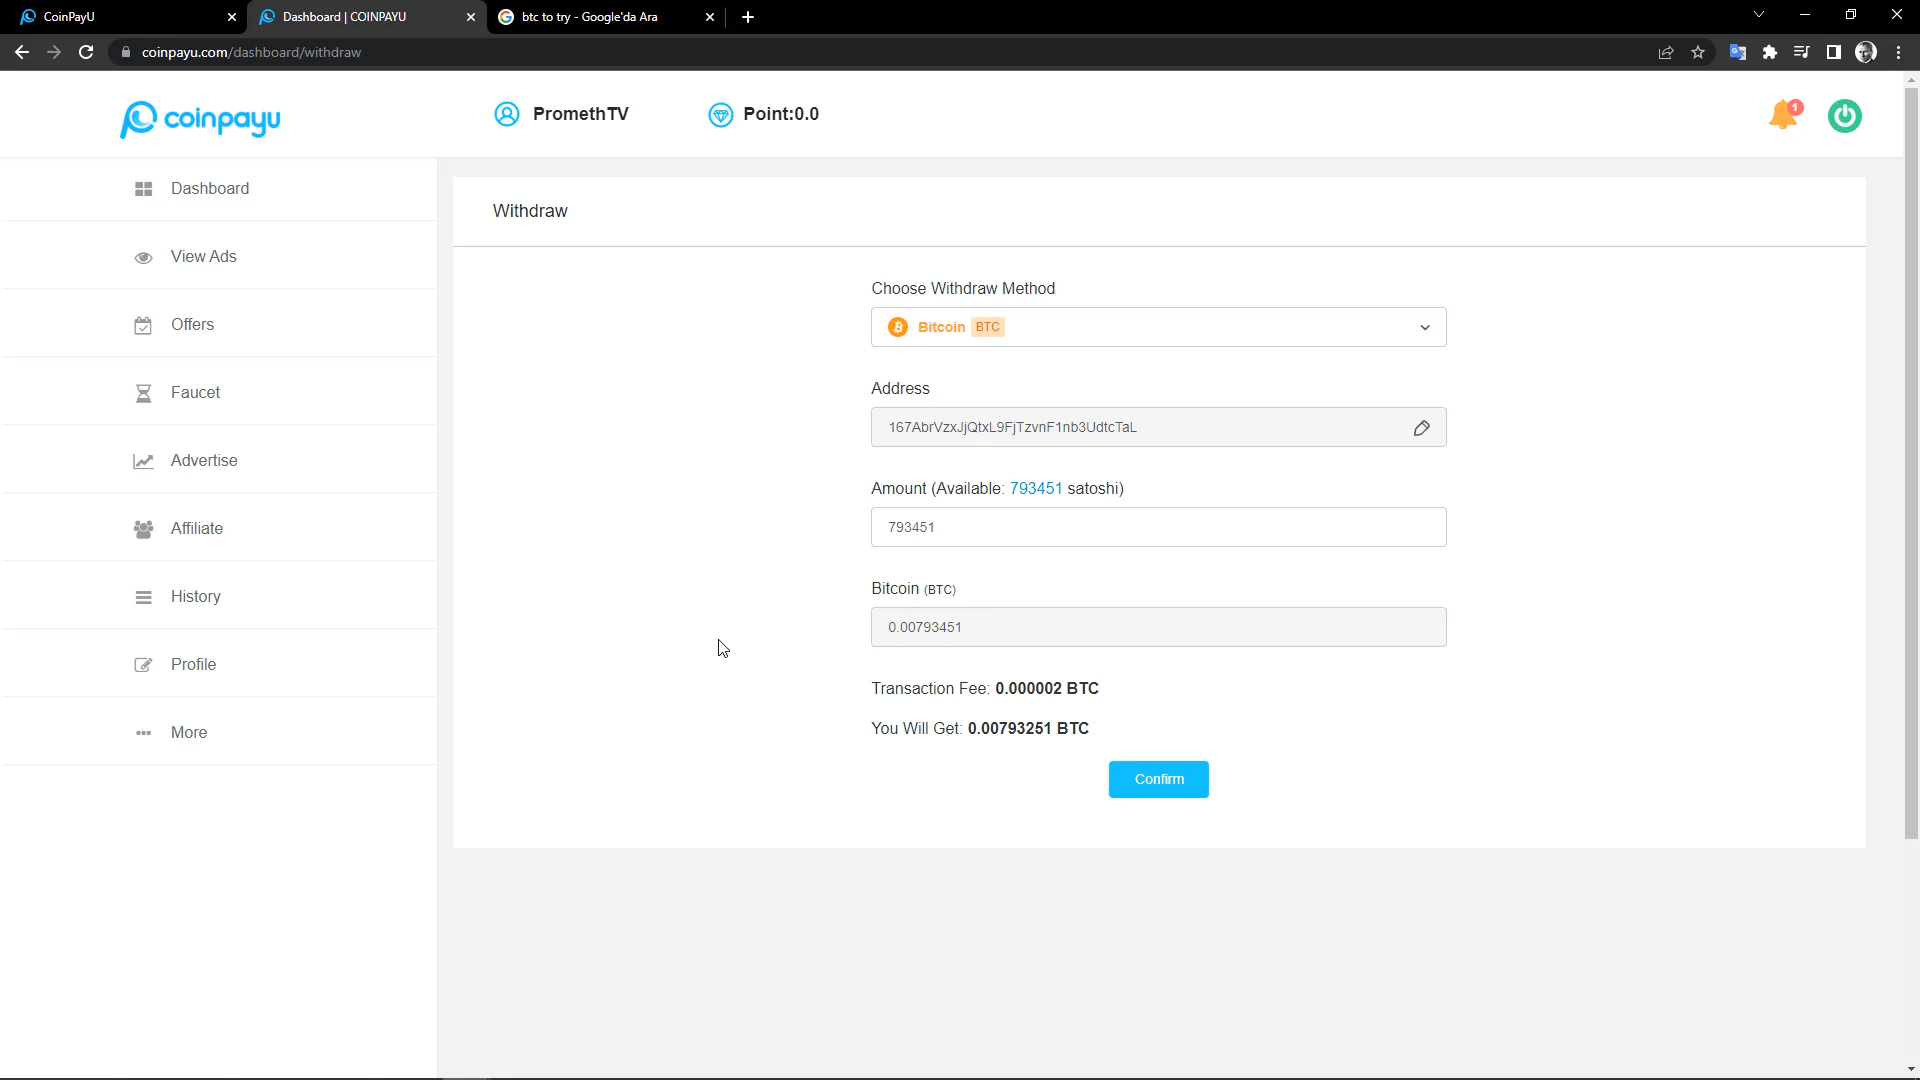 CoinPayU
Dashboard | COINPAYU
btc to try - Google'da Ara
coinpayu.com/dashboard/withdraw
coinpayu
PromethTV
Point:0.0
1
Dashboard
View Ads
Offers
Faucet
Advertise
Affiliate
History
Profile
More
Withdraw
Choose Withdraw Method
Bitcoin BTC
Address
167AbrVzxJjQtxL9FjTzvnF1nb3UdtcTaL
Amount (Available: 793451 satoshi)
793451
Bitcoin (BTC)
0.00793451
Transaction Fee: 0.000002 BTC
You Will Get: 0.00793251 BTC
Confirm